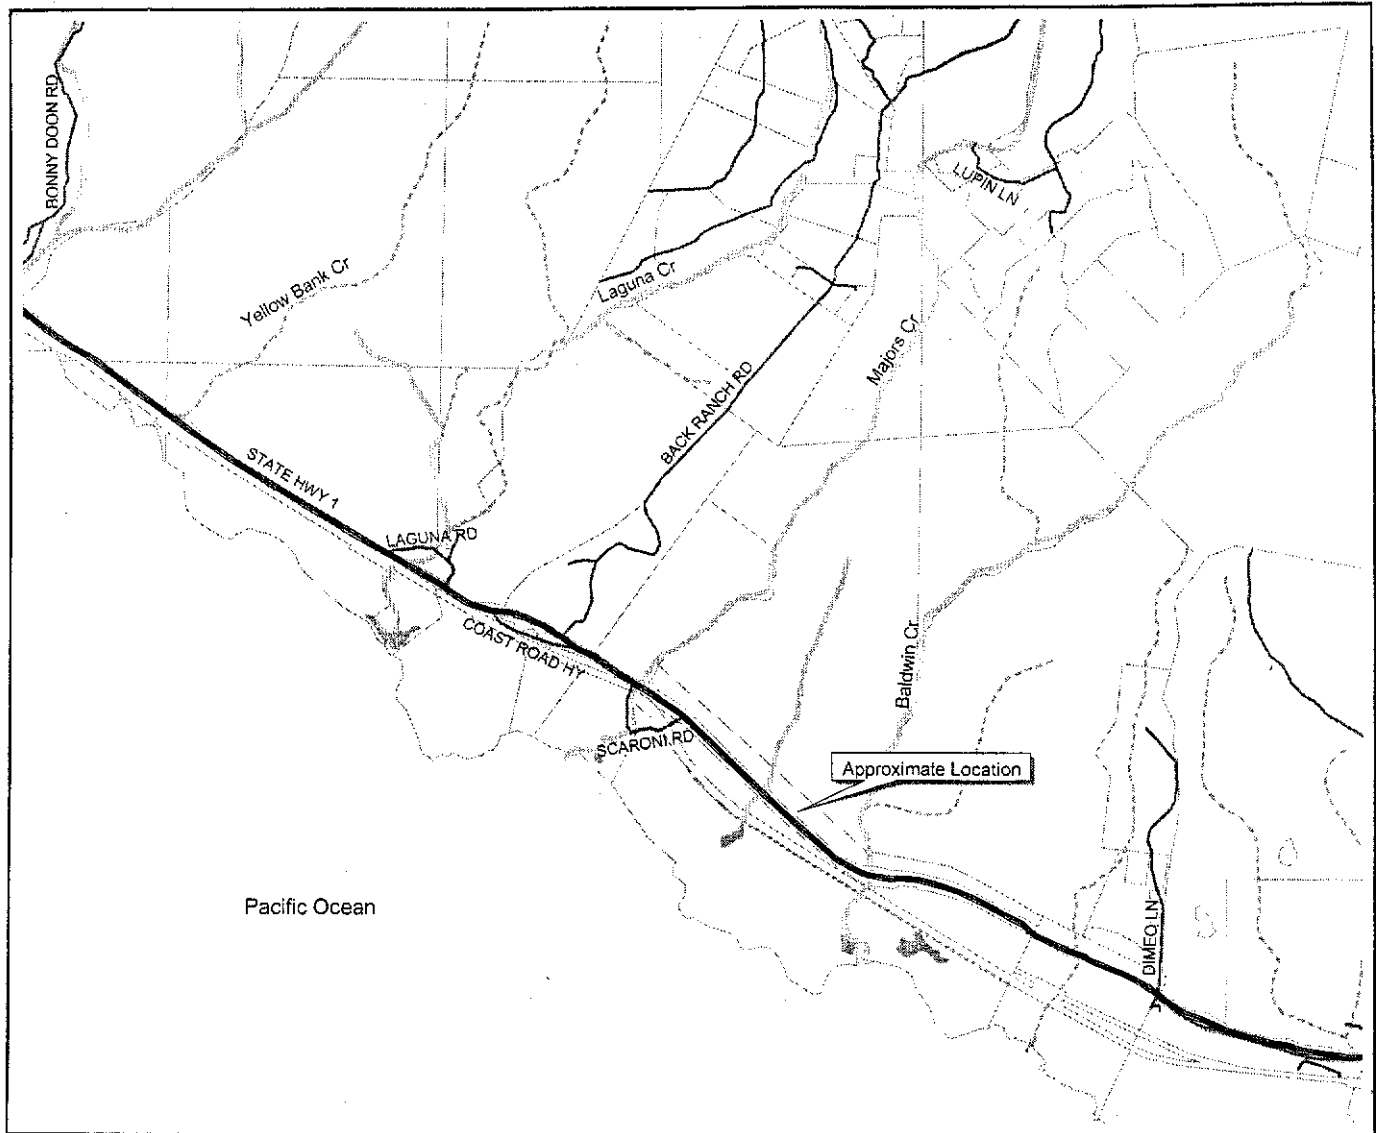 BONNY DOON RD
LUPIN LN
Yellow Bank Cr
Laguna Cr
Majors Cr
BACK RANCH RD
STATE HWY 1
LAGUNA RD
COAST ROAD HY
Baldwin Cr
SCARONI RD
Approximate Location
Pacific Ocean
DIMEO LN